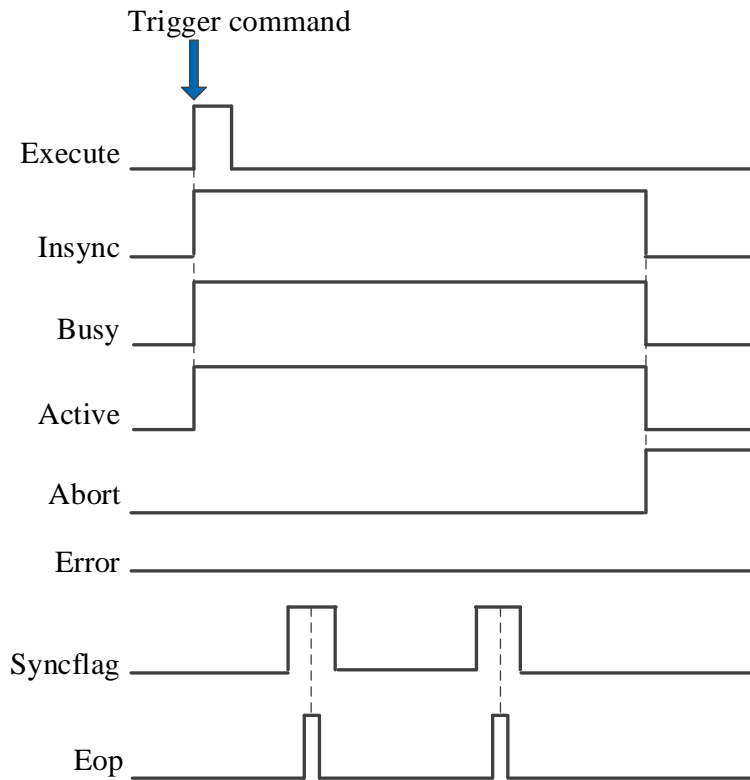 Trigger command
Execute
Insync
Busy
Active
Abort
Error
Syncflag
Eop